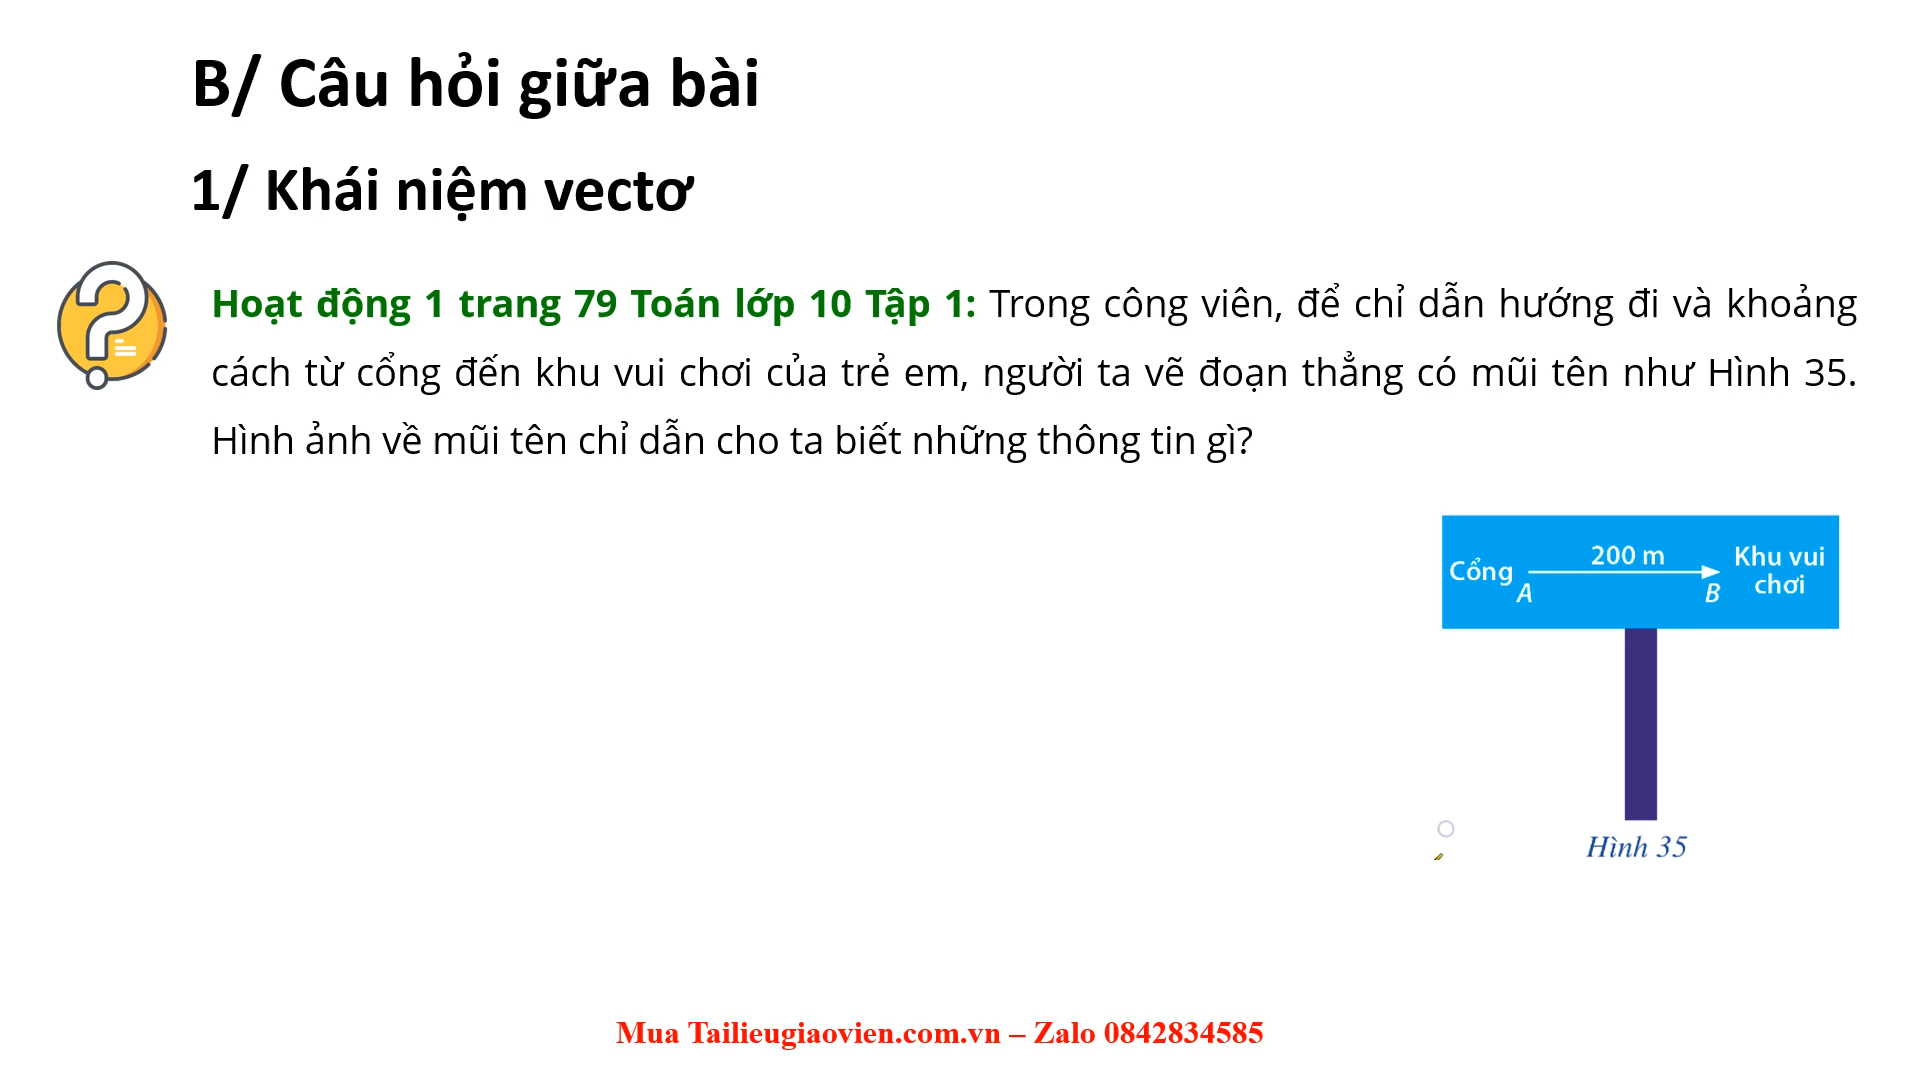 B/ Câu hỏi giữa bài
1/ Khái niệm vectơ
Hoạt động 1 trang 79 Toán lớp 10 Tập 1: Trong công viên, để chỉ dẫn hướng đi và khoảng
cách từ cổng đến khu vui chơi của trẻ em, người ta vẽ đoạn thẳng có mũi tên như Hình 35.
Hình ảnh về mũi tên chỉ dẫn cho ta biết những thông tin gì?
Cổng
A
200 m
B
Khu vui
chơi
Hình 35
Mua Tailieugiaovien.com.vn – Zalo 0842834585